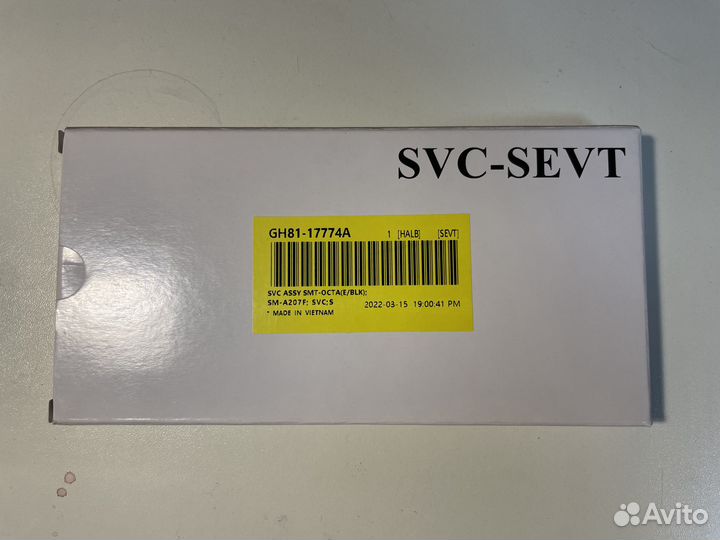 SVC-SEVT
GH81-17774A 1 [HALB] [SEVT]
SVC ASSY SMT-OCTA(E/BLK);
SM-A207F; SVC;S 2022-03-15 19:00:41 PM
* MADE IN VIETNAM
Avito